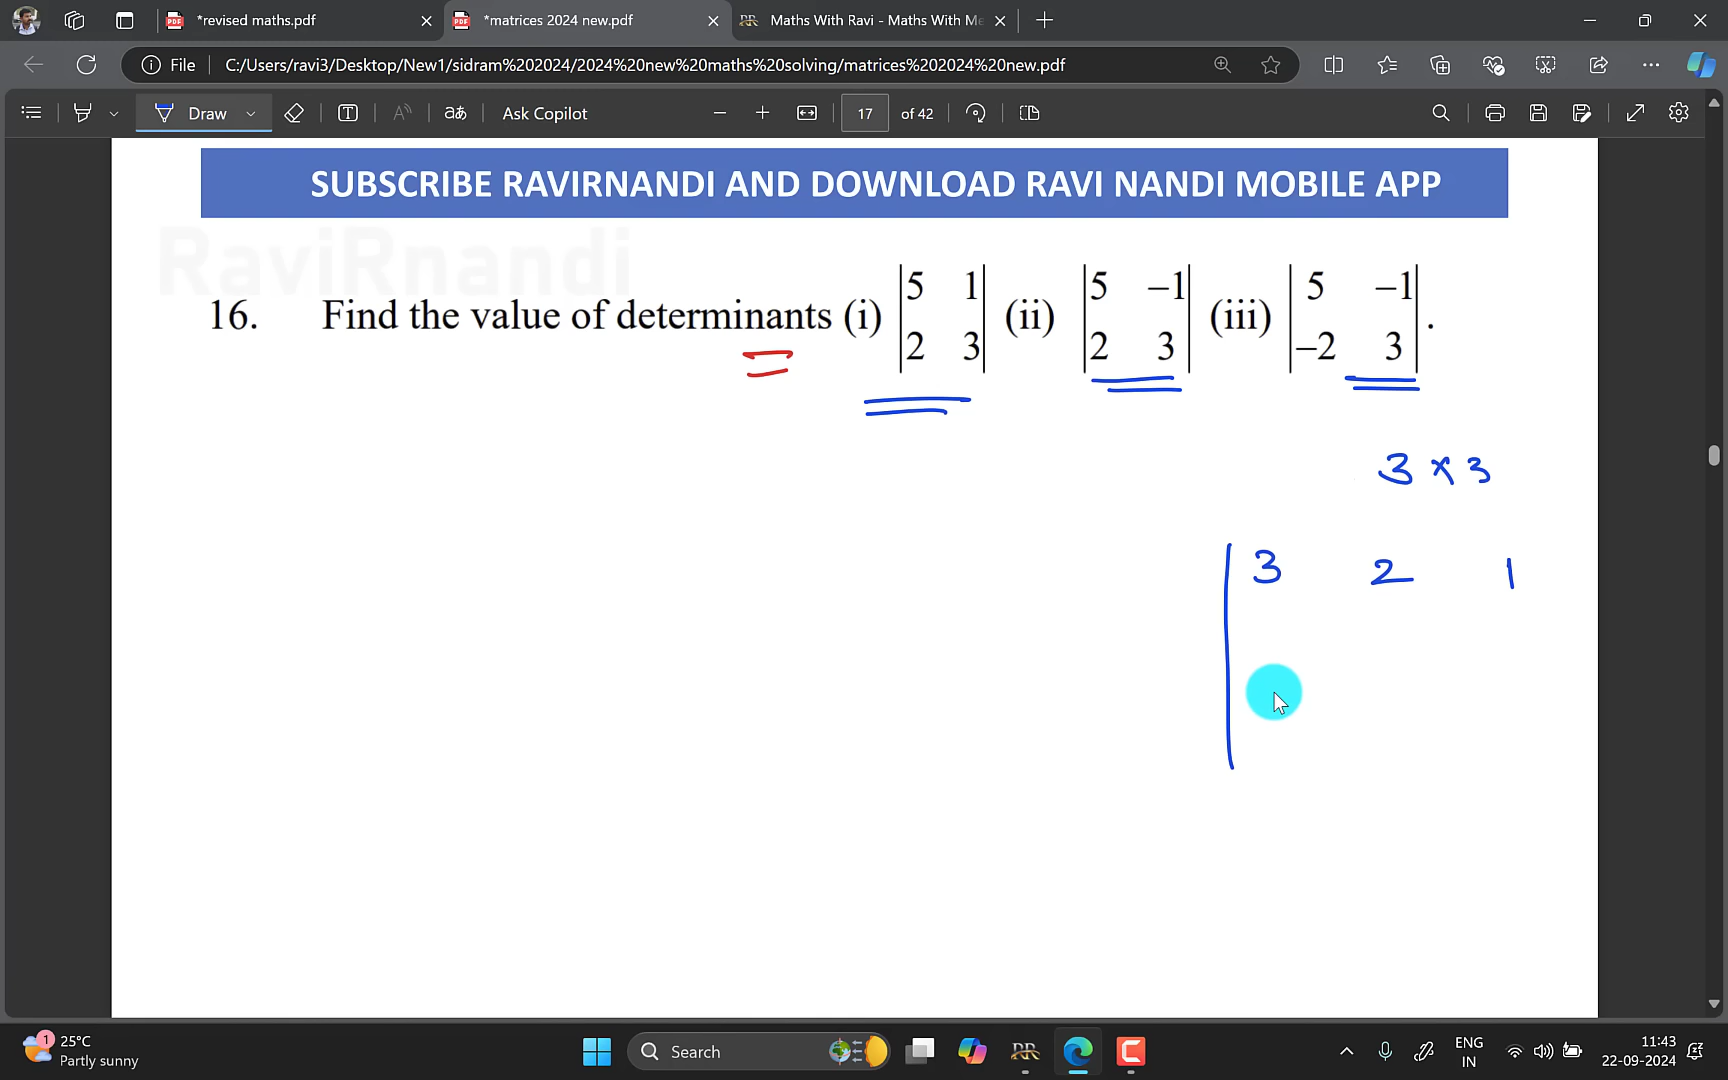 *revised maths.pdf
*matrices 2024 new.pdf
Maths With Ravi - Maths With Me
File
C:/Users/ravi3/Desktop/New1/sidram%202024/2024%20new%20maths%20solving/matrices%202024%20new.pdf
Draw
Ask Copilot
17 of 42
SUBSCRIBE RAVIRNANDI AND DOWNLOAD RAVI NANDI MOBILE APP
RaviRnandi
16. Find the value of determinants (i) |5 1| (ii) |5 −1| (iii) |5 −1| .
|2 3| |2 3| |−2 3|
3 × 3
3 2 1
1
25°C
Partly sunny
Search
ENG
IN
11:43
22-09-2024